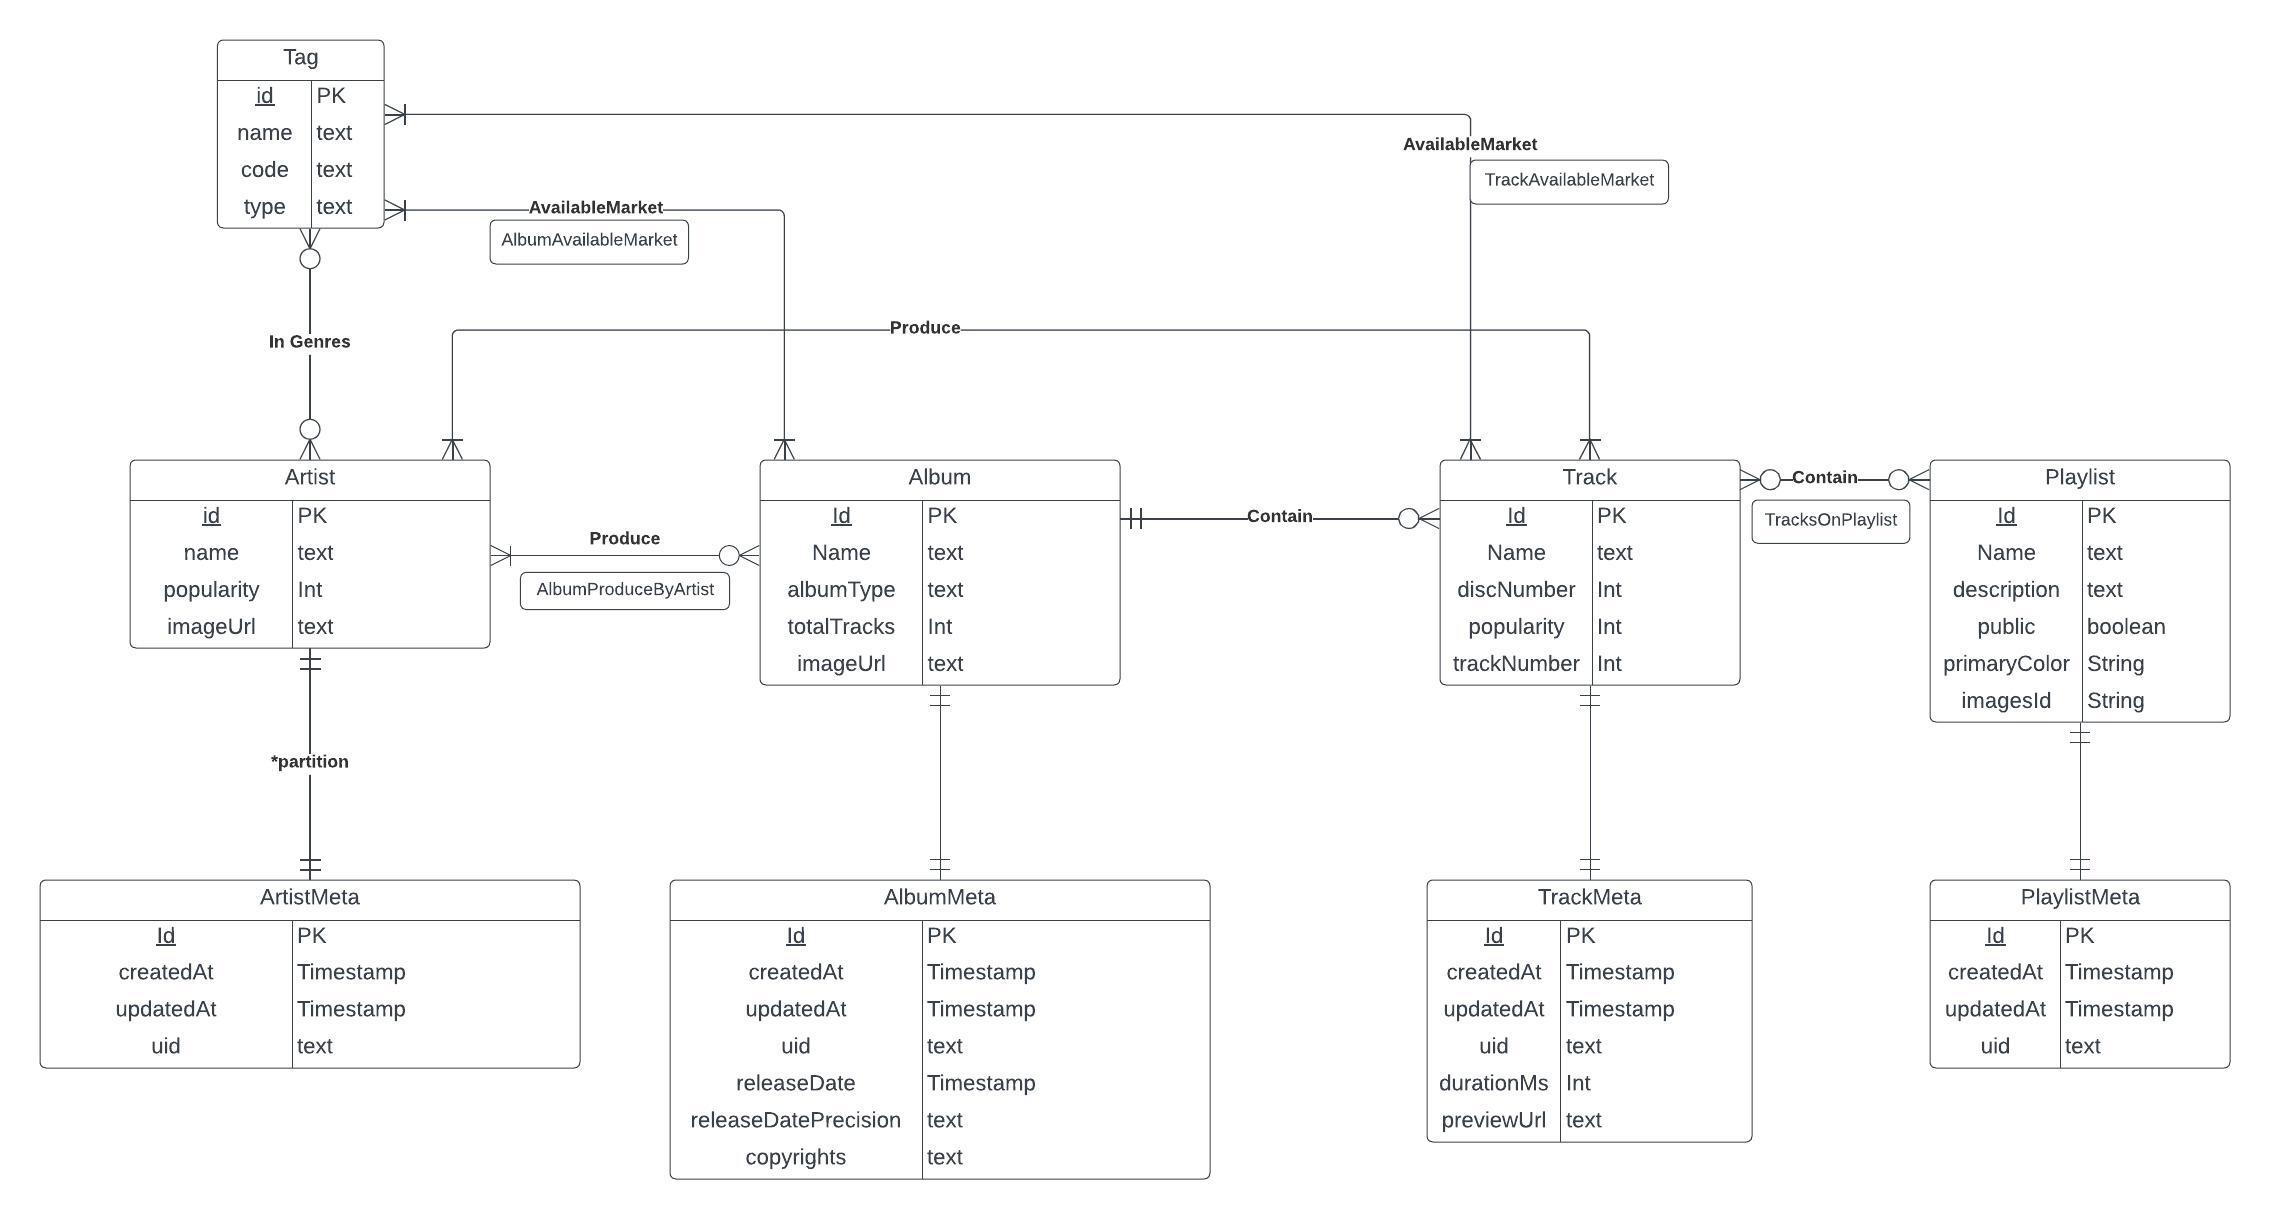 Tag
id PK
name text
code text
type text
AvailableMarket
TrackAvailableMarket
AvailableMarket
AlbumAvailableMarket
In Genres
Produce
Artist
id PK
name text
popularity Int
imageUrl text
Produce
AlbumProduceByArtist
Album
Id PK
Name text
albumType text
totalTracks Int
imageUrl text
Contain
Track
Id PK
Name text
discNumber Int
popularity Int
trackNumber Int
Contain
TracksOnPlaylist
Playlist
Id PK
Name text
description text
public boolean
primaryColor String
imagesId String
*partition
ArtistMeta
Id PK
createdAt Timestamp
updatedAt Timestamp
uid text
AlbumMeta
Id PK
createdAt Timestamp
updatedAt Timestamp
uid text
releaseDate Timestamp
releaseDatePrecision text
copyrights text
TrackMeta
Id PK
createdAt Timestamp
updatedAt Timestamp
uid text
durationMs Int
previewUrl text
PlaylistMeta
Id PK
createdAt Timestamp
updatedAt Timestamp
uid text